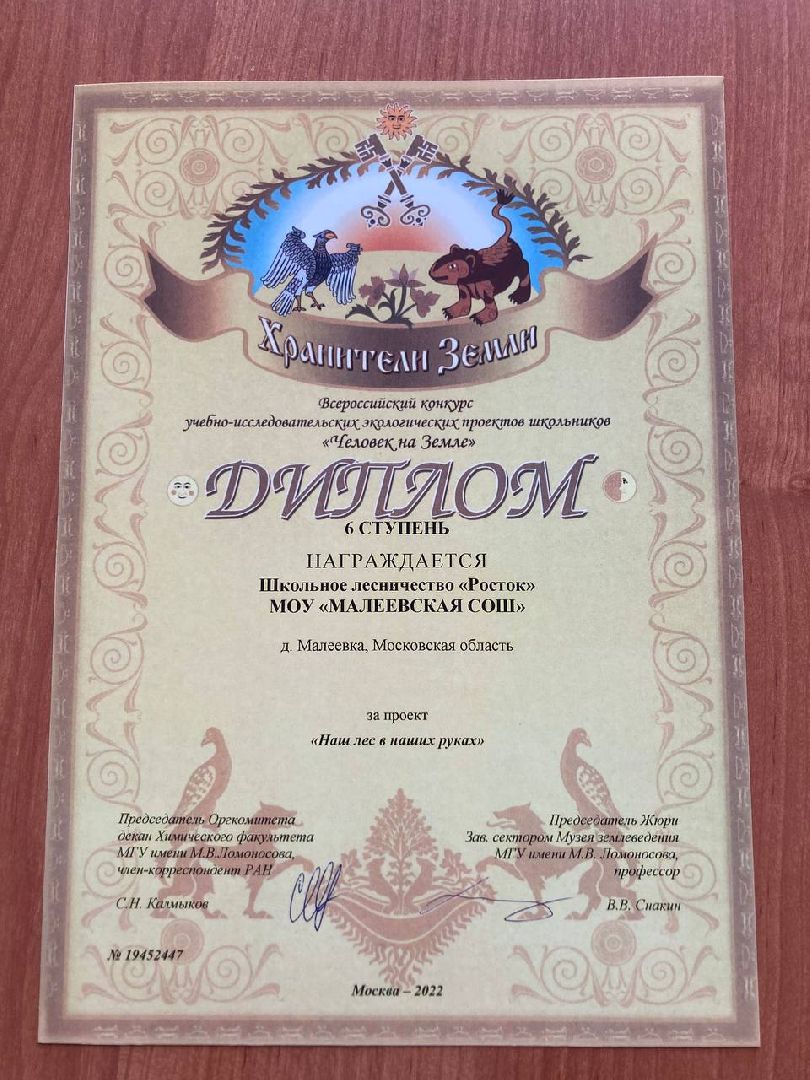 Хранители Земли
Всероссийский конкурс
учебно-исследовательских экологических проектов школьников
«Человек на Земле»
ДИПЛОМ
6 СТУПЕНЬ
НАГРАЖДАЕТСЯ
Школьное лесничество «Росток»
МОУ «МАЛЕЕВСКАЯ СОШ»
д. Малеевка, Московская область
за проект
«Наш лес в наших руках»
Председатель Оргкомитета
декан Химического факультета
МГУ имени М.В.Ломоносова,
член-корреспондент РАН
С.Н. Калмыков
Председатель Жюри
Зав. сектором Музея землеведения
МГУ имени М.В. Ломоносова,
профессор
В.В. Снакин
№ 19452447
Москва – 2022